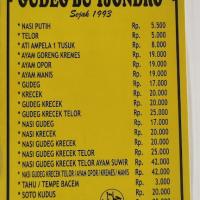 GUDEG BU TJONDRO
Sejak 1993
* NASI PUTIH Rp. 5.500
* TELOR Rp. 5.000
* ATI AMPELA 1 TUSUK Rp. 8.000
* AYAM GORENG KREMES Rp. 19.000
* AYAM OPOR Rp. 19.000
* AYAM MANIS Rp. 19.000
* GUDEG Rp. 17.000
* KRECEK Rp. 20.000
* GUDEG KRECEK Rp. 20.000
* GUDEG KRECEK TELOR Rp. 25.000
* NASI GUDEG Rp. 17.000
* NASI KRECEK Rp. 20.000
* NASI GUDEG KRECEK Rp. 20.000
* NASI GUDEG KRECEK TELOR Rp. 25.000
* NASI GUDEG KRECEK TELOR AYAM SUWIR Rp. 42.000
* NASI GUDEG KRECEK TELOR / AYAM OPOR/ KREMES/ MANIS Rp. 42.000
* TAHU / TEMPE BACEM Rp. 3.000
* SOTO KUDUS Rp. 20.000
Rp.